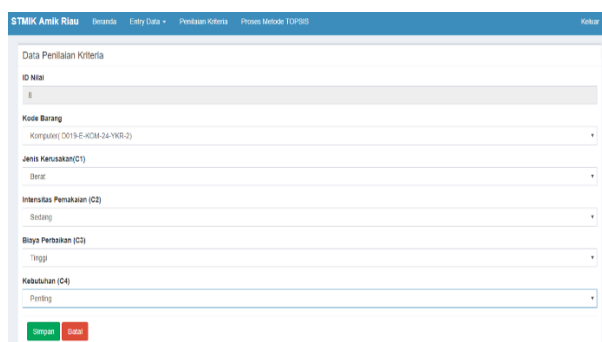 STMIK Amik Riau Beranda Entry Data Penilaian Kriteria Proses Metode TOPSIS Keluar
Data Penilaian Kriteria
ID Nilai
Kode Barang
Komputer( D019-E-KOM-24-YKR-2)
Jenis Kerusakan(C1)
Berat
Intensitas Pemakaian (C2)
Sedang
Biaya Perbaikan (C3)
Tinggi
Kebutuhan (C4)
Penting
Simpan Batal